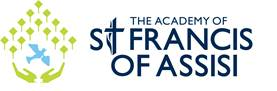 THE ACADEMY OF
ST FRANCIS
OF ASSISI